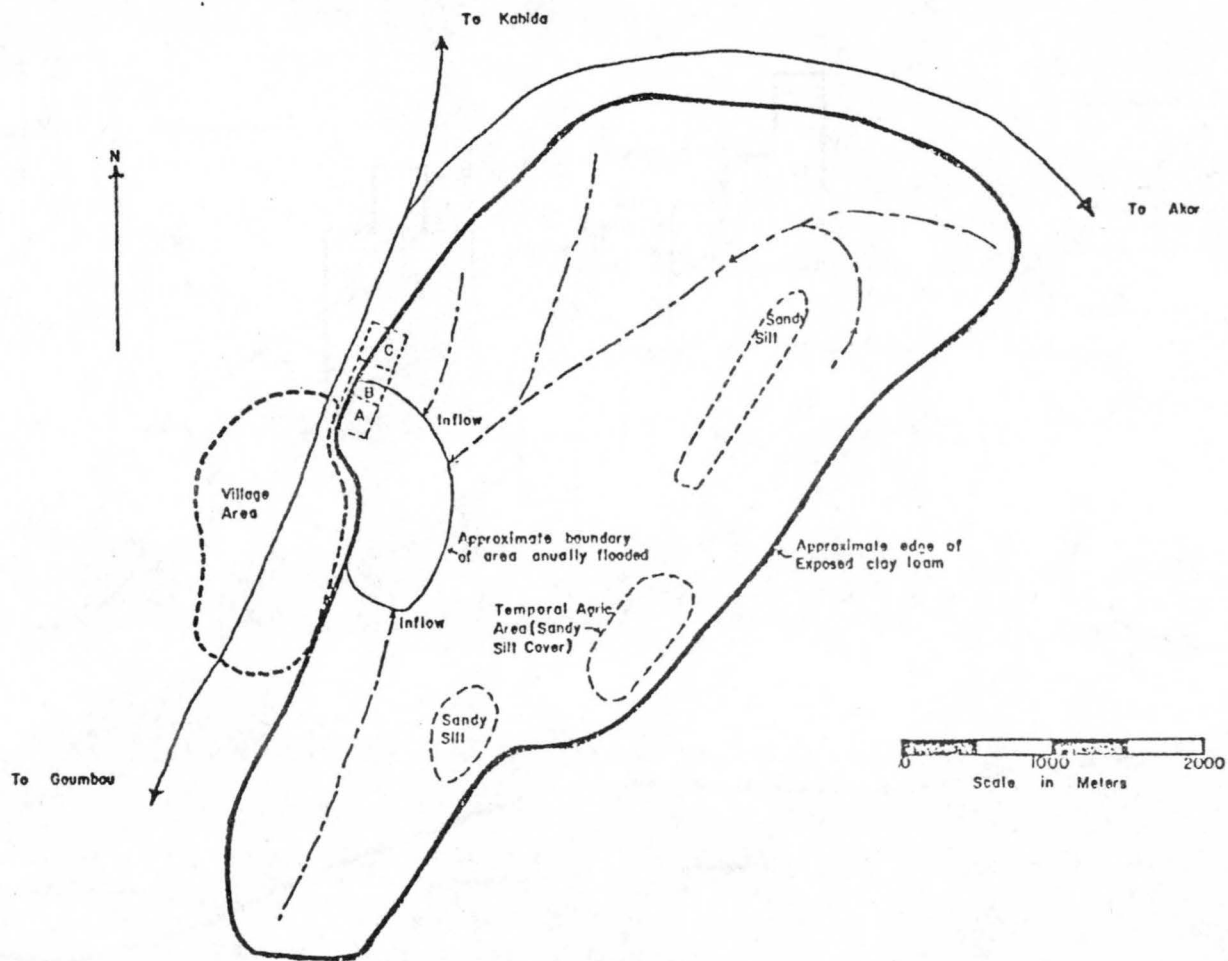 To Kabida
N
To Akor
Sandy
Silt
C
B
A
Inflow
Village
Area
Approximate boundary
of area anually flooded
Approximate edge of
Exposed clay loam
Temporal Agric
Area (Sandy
Silt Cover)
Inflow
Sandy
Silt
To Goumbou
0 1000 2000
Scale in Meters